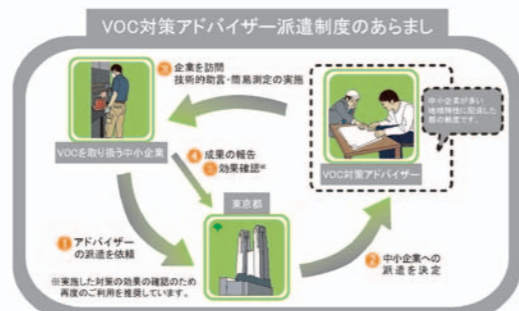 VOC対策アドバイザー派遣制度のあらまし
③企業を訪問
技術的助言・簡易測定の実施
中小企業が多い
地域特性に配慮した
都の制度です。
VOCを取り扱う中小企業
VOC対策アドバイザー
④成果の報告
⑤効果確認※
東京都
①アドバイザー
の派遣を依頼
②中小企業への
派遣を決定
※実施した対策の効果の確認のため
再度のご利用を推奨しています。